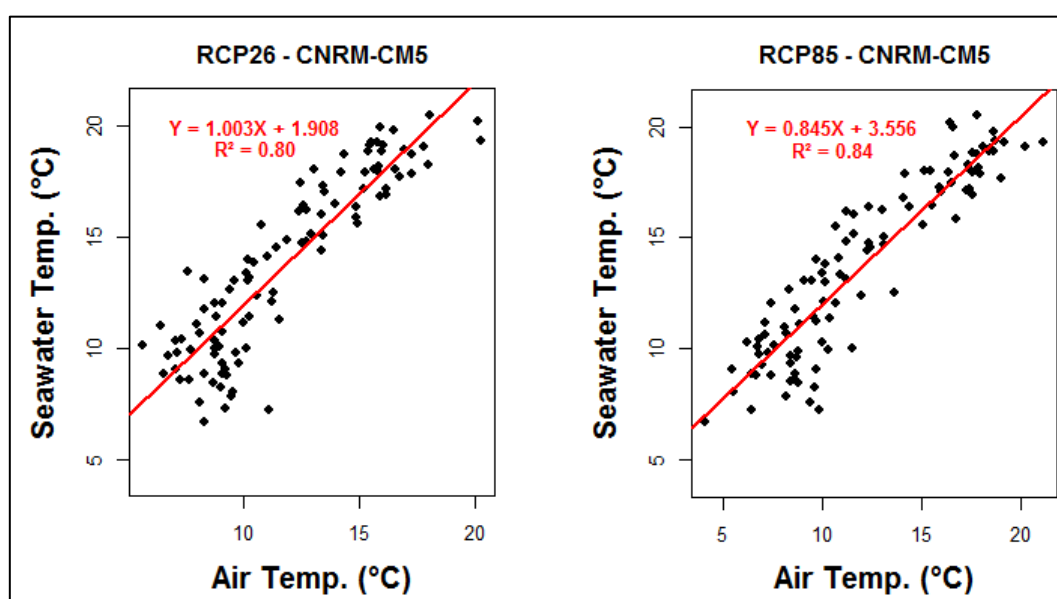 RCP26 - CNRM-CM5
Y = 1.003X + 1.908
R² = 0.80
Seawater Temp. (°C)
20
15
10
5
10
15
20
Air Temp. (°C)
RCP85 - CNRM-CM5
Y = 0.845X + 3.556
R² = 0.84
Seawater Temp. (°C)
20
15
10
5
5
10
15
20
Air Temp. (°C)